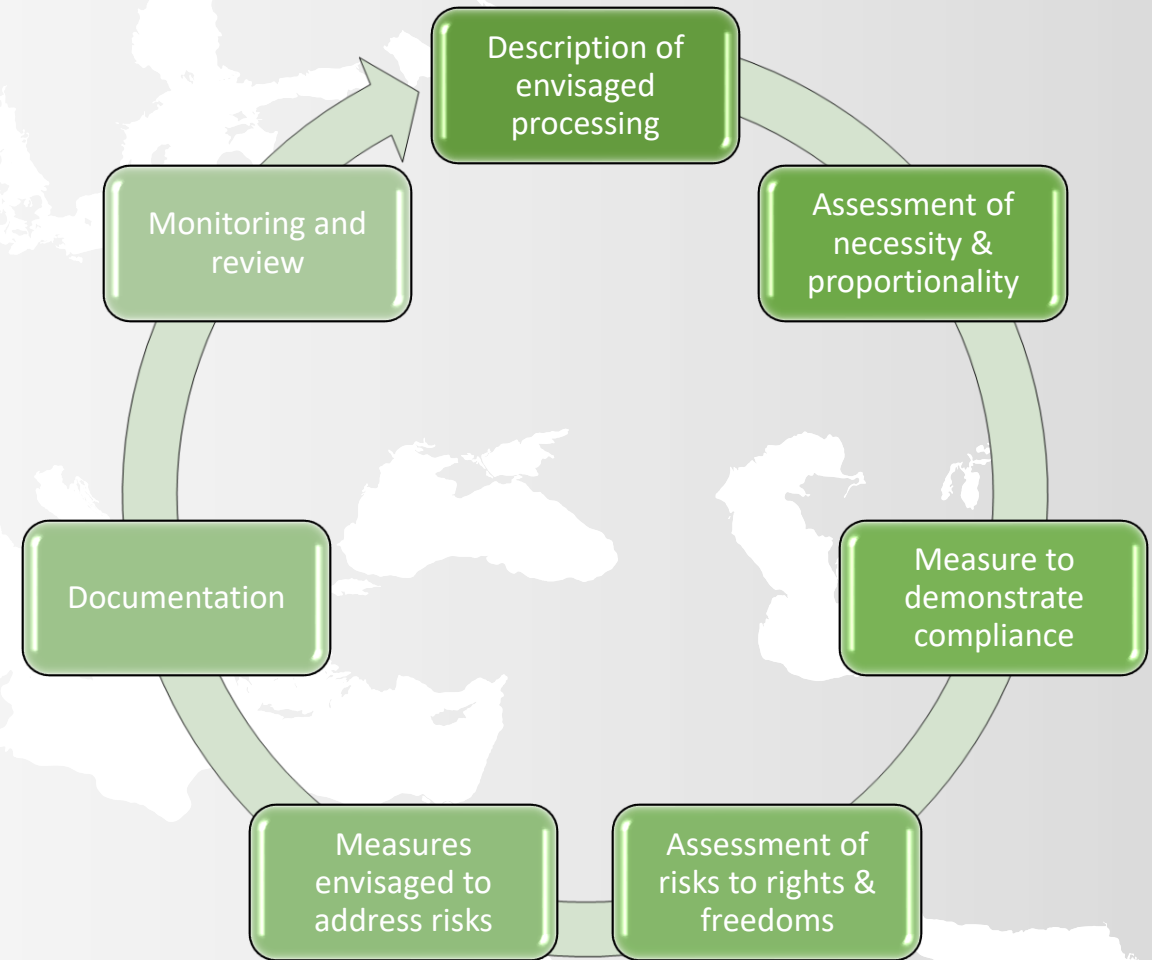 Description of
envisaged
processing
Assessment of
necessity &
proportionality
Measure to
demonstrate
compliance
Assessment of
risks to rights &
freedoms
Measures
envisaged to
address risks
Documentation
Monitoring and
review